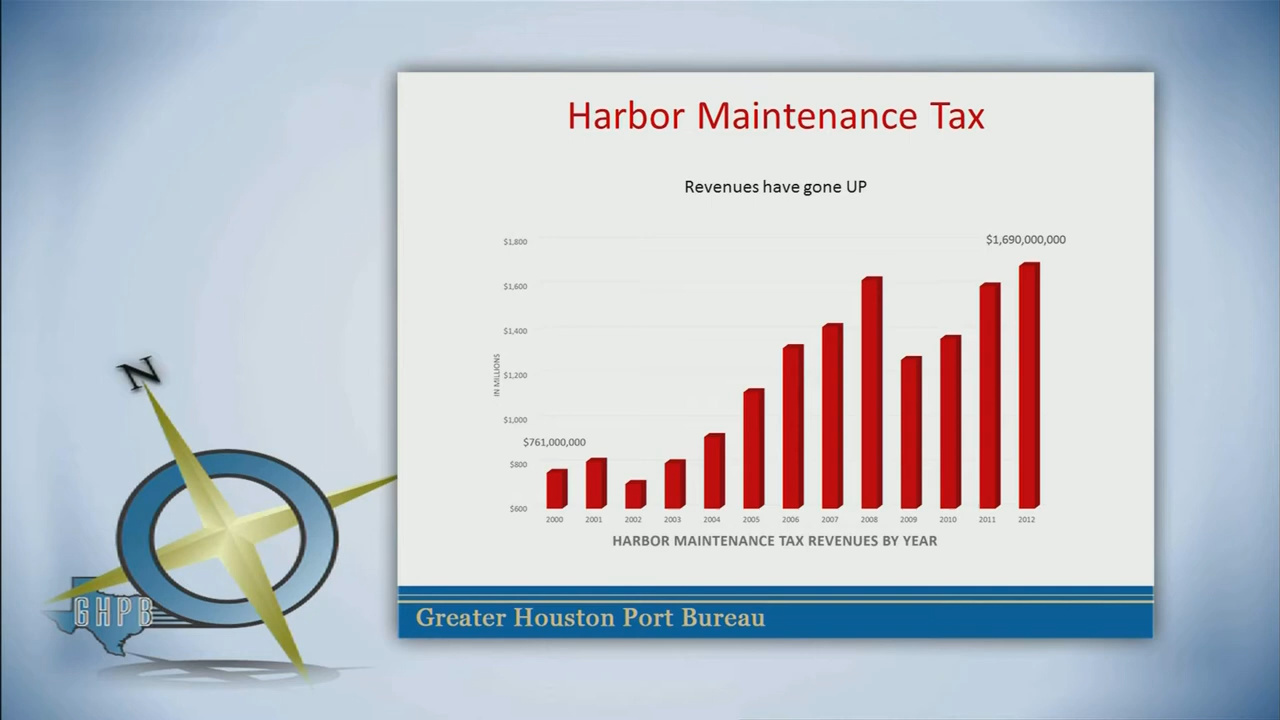 Harbor Maintenance Tax
Revenues have gone UP
$1,690,000,000
$1,800
$1,600
$1,400
$1,200
$1,000
$800
$600
IN MILLIONS
$761,000,000
2000 2001 2002 2003 2004 2005 2006 2007 2008 2009 2010 2011 2012
HARBOR MAINTENANCE TAX REVENUES BY YEAR
Greater Houston Port Bureau
N
GHPB